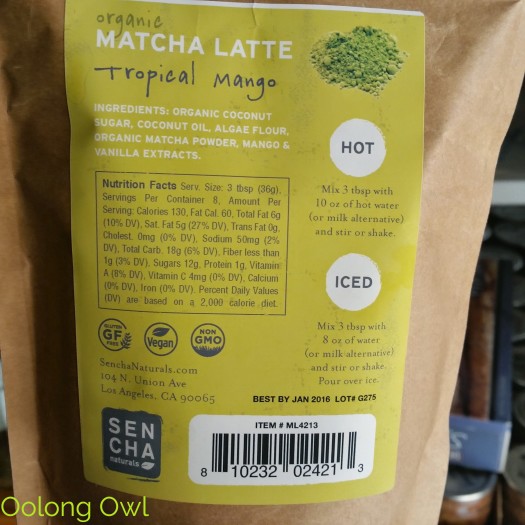 organic
MATCHA LATTE
Tropical Mango
INGREDIENTS: ORGANIC COCONUT
SUGAR, COCONUT OIL, ALGAE FLOUR,
ORGANIC MATCHA POWDER, MANGO &
VANILLA EXTRACTS.
Nutrition Facts Serv. Size: 3 tbsp (36g),
Servings Per Container 8, Amount Per
Serving: Calories 130, Fat Cal. 60, Total Fat 6g
(10% DV), Sat. Fat 5g (27% DV), Trans Fat 0g,
Cholest. 0mg (0% DV), Sodium 50mg (2%
DV), Total Carb. 18g (6% DV), Fiber less than
1g (3% DV), Sugars 12g, Protein 1g, Vitamin
A (8% DV), Vitamin C 4mg (0% DV), Calcium
(0% DV), Iron (0% DV). Percent Daily Values
(DV) are based on a 2,000 calorie diet.
HOT
Mix 3 tbsp with
10 oz of hot water
(or milk alternative)
and stir or shake.
ICED
Mix 3 tbsp with
8 oz of water
(or milk alternative)
and stir or shake.
Pour over ice.
GLUTEN
GF
FREE
Vegan
NON
GMO
SenchaNaturals.com
104 N. Union Ave
Los Angeles, CA 90065
BEST BY JAN 2016 LOT# G275
SEN
CHA
naturals
ITEM # ML4213
8 10232 02421 3
Oolong Owl